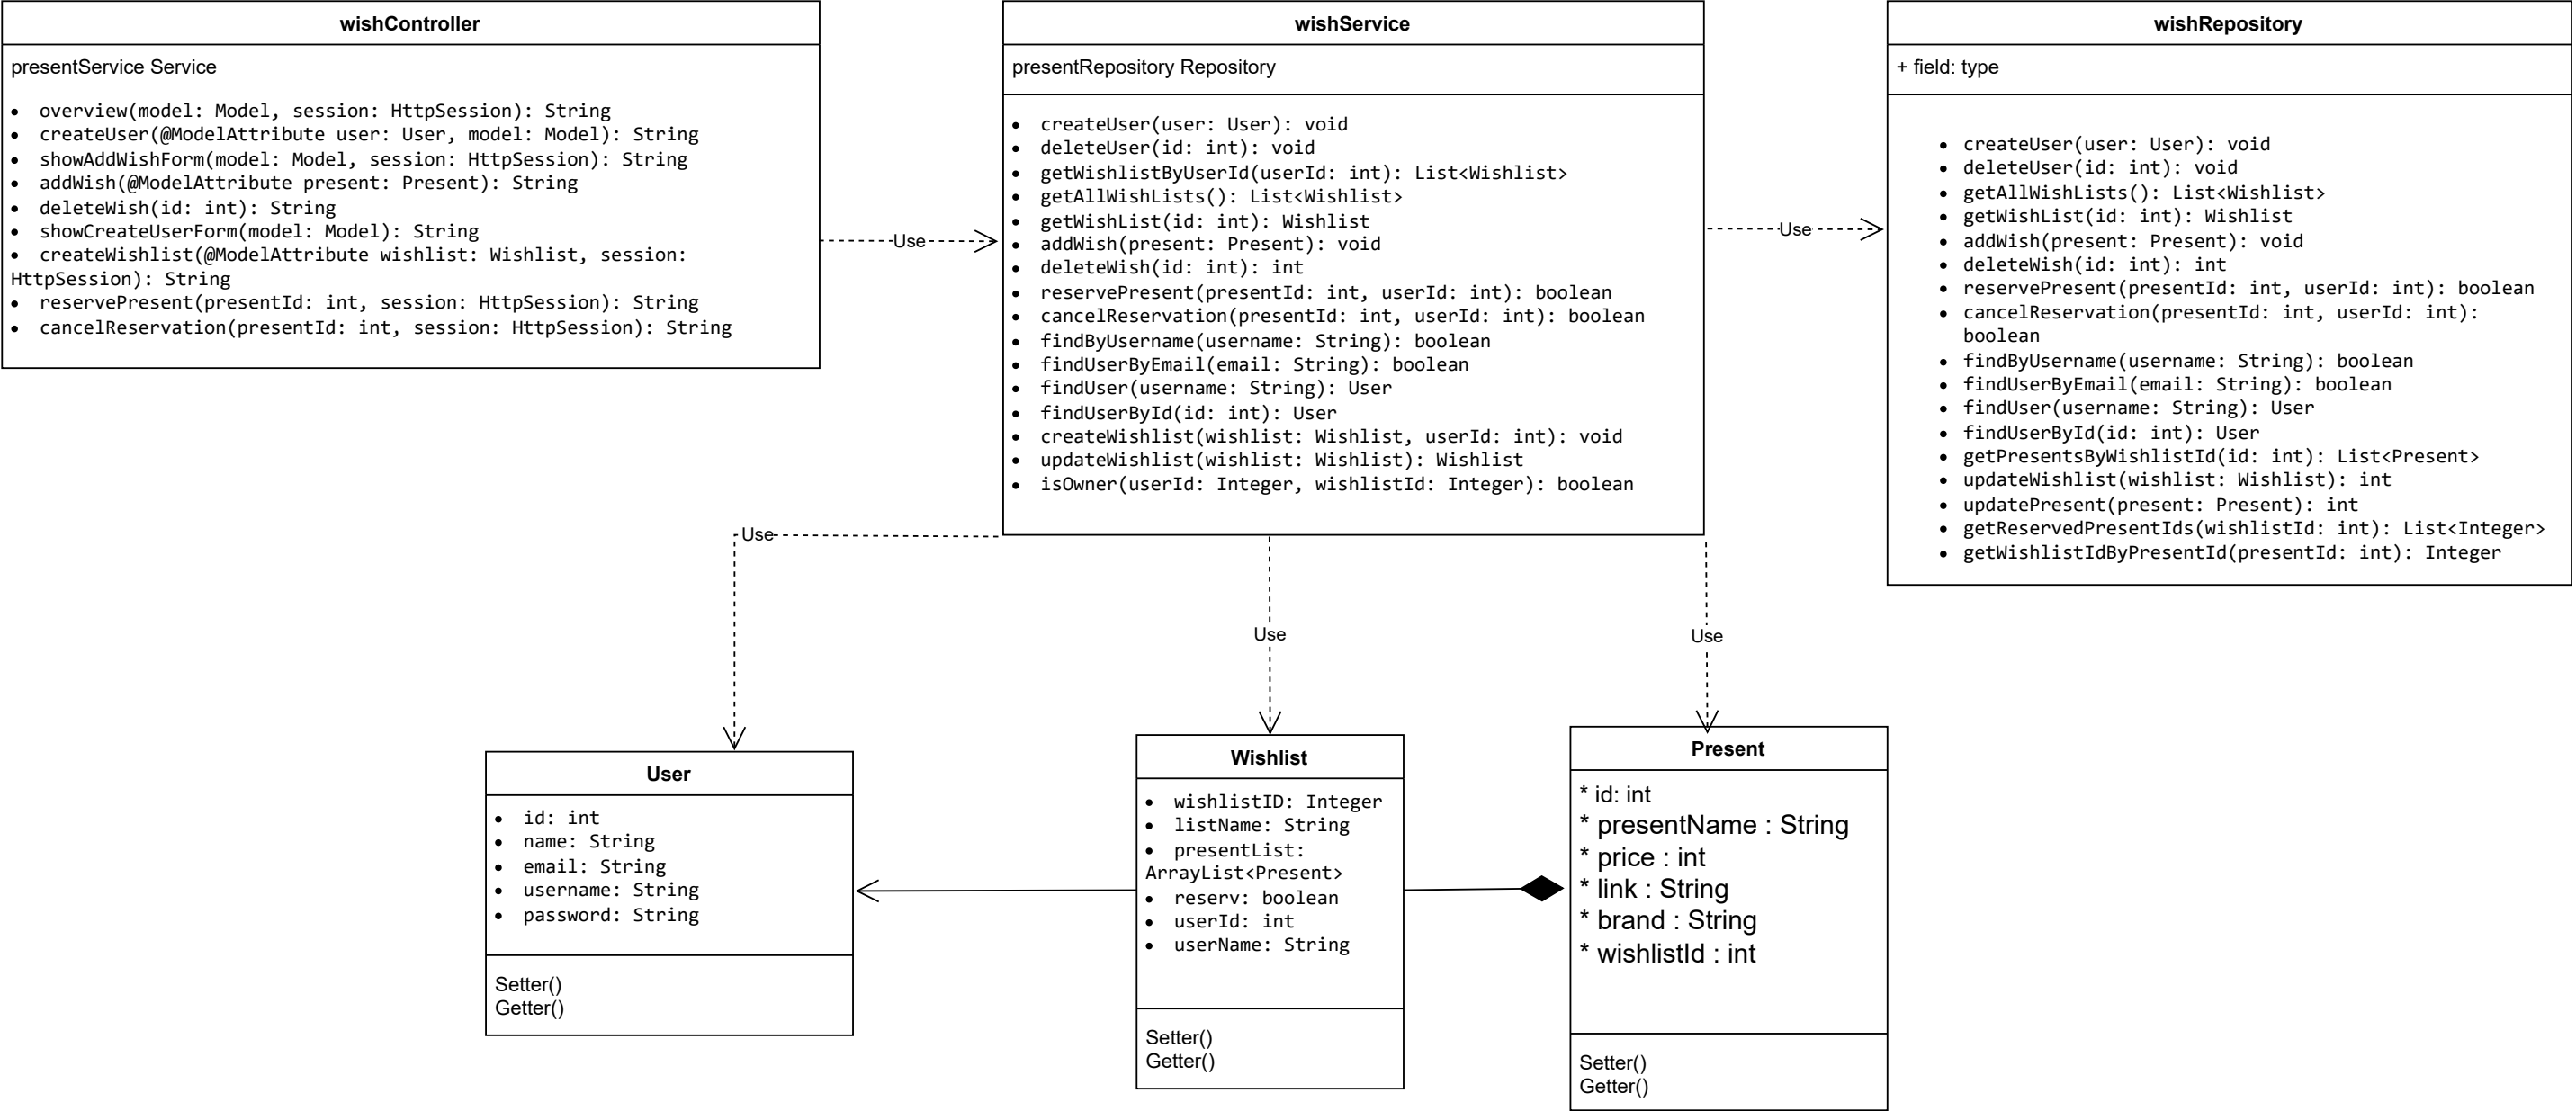 wishController
presentService Service
• overview(model: Model, session: HttpSession): String
• createUser(@ModelAttribute user: User, model: Model): String
• showAddWishForm(model: Model, session: HttpSession): String
• addWish(@ModelAttribute present: Present): String
• deleteWish(id: int): String
• showCreateUserForm(model: Model): String
• createWishlist(@ModelAttribute wishlist: Wishlist, session:
HttpSession): String
• reservePresent(presentId: int, session: HttpSession): String
• cancelReservation(presentId: int, session: HttpSession): String
Use
wishService
presentRepository Repository
• createUser(user: User): void
• deleteUser(id: int): void
• getWishlistByUserId(userId: int): List<Wishlist>
• getAllWishLists(): List<Wishlist>
• getWishList(id: int): Wishlist
• addWish(present: Present): void
• deleteWish(id: int): int
• reservePresent(presentId: int, userId: int): boolean
• cancelReservation(presentId: int, userId: int): boolean
• findByUsername(username: String): boolean
• findUserByEmail(email: String): boolean
• findUser(username: String): User
• findUserById(id: int): User
• createWishlist(wishlist: Wishlist, userId: int): void
• updateWishlist(wishlist: Wishlist): Wishlist
• isOwner(userId: Integer, wishlistId: Integer): boolean
Use
wishRepository
+ field: type
• createUser(user: User): void
• deleteUser(id: int): void
• getAllWishLists(): List<Wishlist>
• getWishList(id: int): Wishlist
• addWish(present: Present): void
• deleteWish(id: int): int
• reservePresent(presentId: int, userId: int): boolean
• cancelReservation(presentId: int, userId: int):
boolean
• findByUsername(username: String): boolean
• findUserByEmail(email: String): boolean
• findUser(username: String): User
• findUserById(id: int): User
• getPresentsByWishlistId(id: int): List<Present>
• updateWishlist(wishlist: Wishlist): int
• updatePresent(present: Present): int
• getReservedPresentIds(wishlistId: int): List<Integer>
• getWishlistIdByPresentId(presentId: int): Integer
Use
Use
Use
User
• id: int
• name: String
• email: String
• username: String
• password: String
Setter()
Getter()
Wishlist
• wishlistID: Integer
• listName: String
• presentList:
ArrayList<Present>
• reserv: boolean
• userId: int
• userName: String
Setter()
Getter()
Present
* id: int
* presentName : String
* price : int
* link : String
* brand : String
* wishlistId : int
Setter()
Getter()